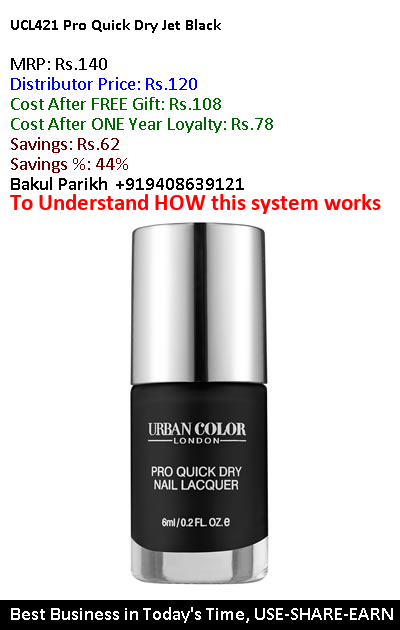 UCL421 Pro Quick Dry Jet Black
MRP: Rs.140
Distributor Price: Rs.120
Cost After FREE Gift: Rs.108
Cost After ONE Year Loyalty: Rs.78
Savings: Rs.62
Savings %: 44%
Bakul Parikh +919408639121
To Understand HOW this system works
URBAN COLOR
LONDON
PRO QUICK DRY
NAIL LACQUER
6ml/0.2 FL. OZ.e
Best Business in Today's Time, USE-SHARE-EARN